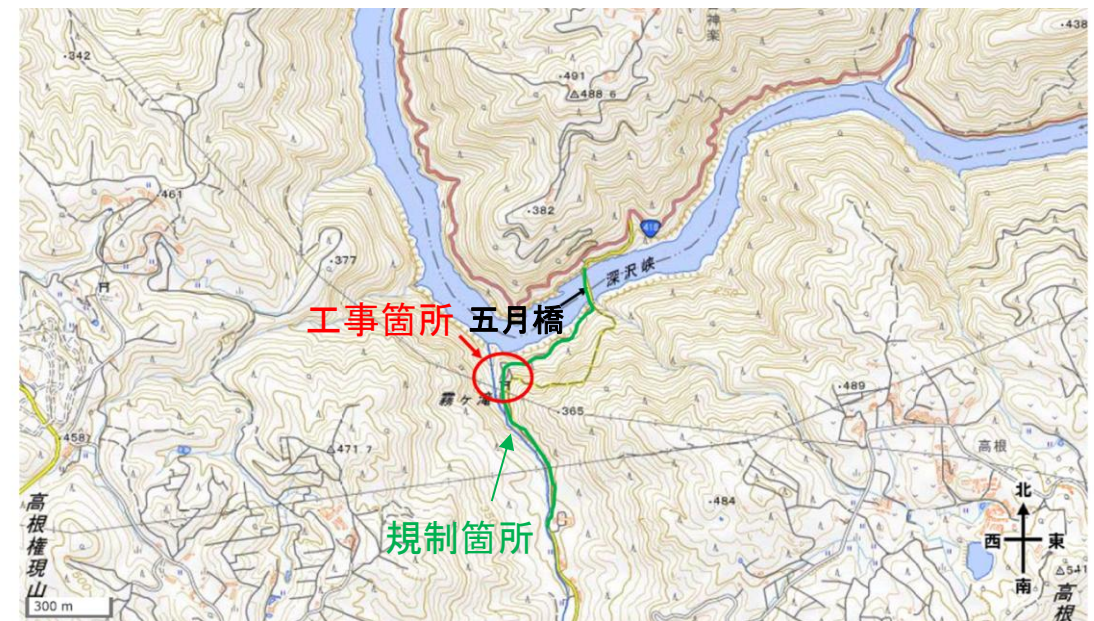 神楽
・438
・342
・491
△488.6
・461
・382
418
・377
深沢峡
工事箇所
五月橋
霧ヶ滝
・365
・489
・458
△471.7
高根
・484
規制箇所
高根権現山
北
西
東
南
△541
高根
300 m